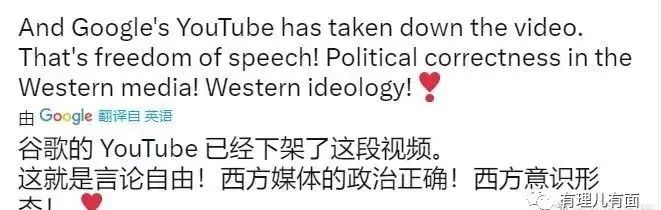 And Google's YouTube has taken down the video.
That's freedom of speech! Political correctness in the
Western media! Western ideology!❣
由 Google 翻译自 英语
谷歌的 YouTube 已经下架了这段视频。
这就是言论自由！西方媒体的政治正确！西方意识形
态！❣
有理儿有面